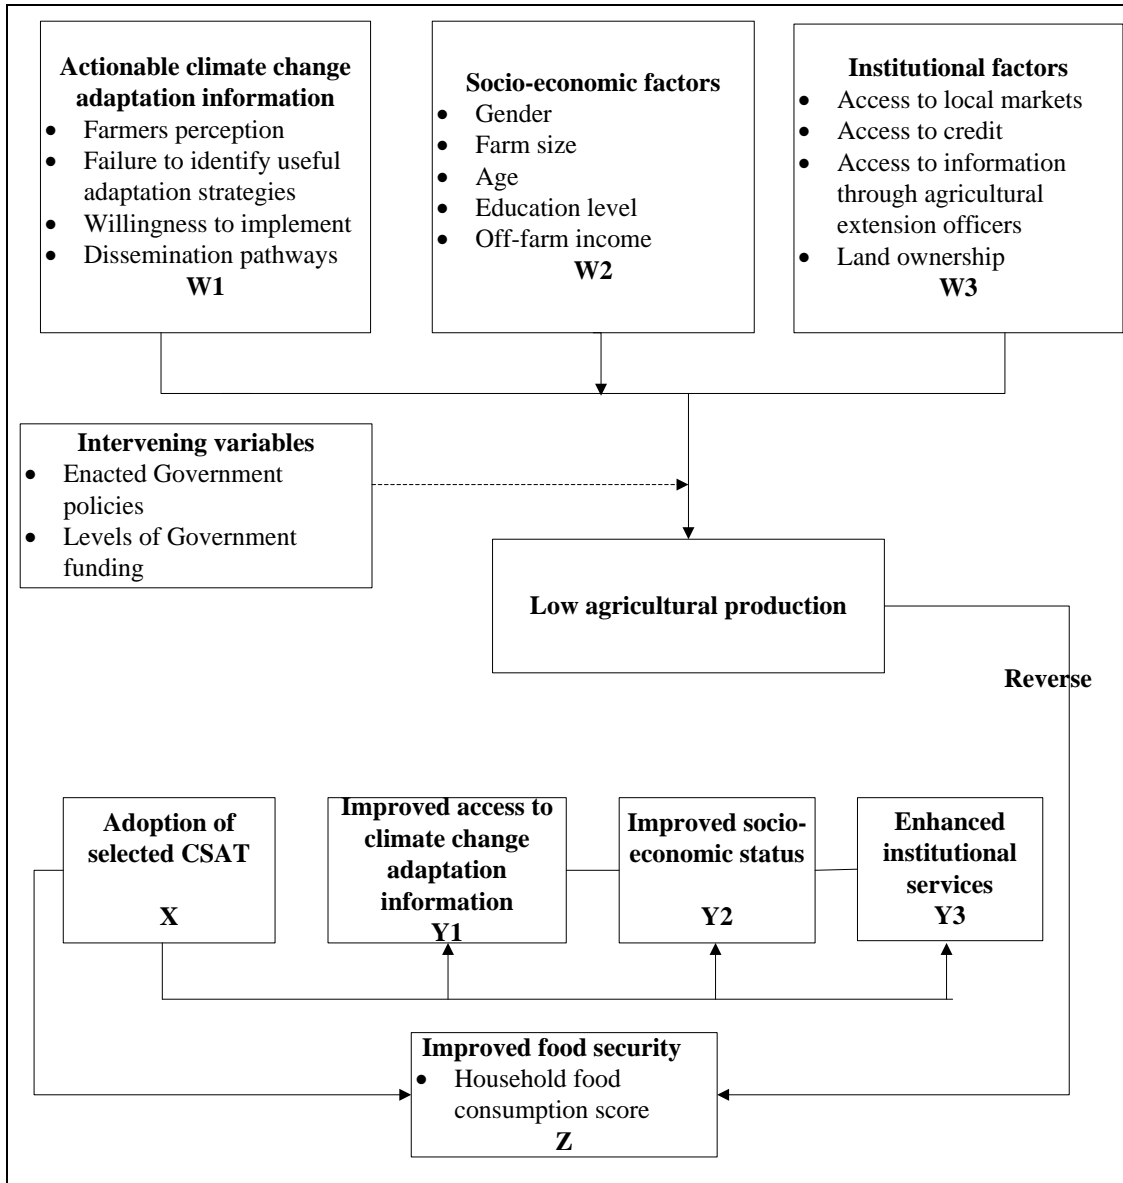 Actionable climate change
adaptation information
• Farmers perception
• Failure to identify useful
adaptation strategies
• Willingness to implement
• Dissemination pathways
W1
Socio-economic factors
• Gender
• Farm size
• Age
• Education level
• Off-farm income
W2
Institutional factors
• Access to local markets
• Access to credit
• Access to information
through agricultural
extension officers
• Land ownership
W3
Intervening variables
• Enacted Government
policies
• Levels of Government
funding
Low agricultural production
Reverse
Adoption of
selected CSAT
X
Improved access to
climate change
adaptation
information
Y1
Improved socio-
economic status
Y2
Enhanced
institutional
services
Y3
Improved food security
• Household food
consumption score
Z